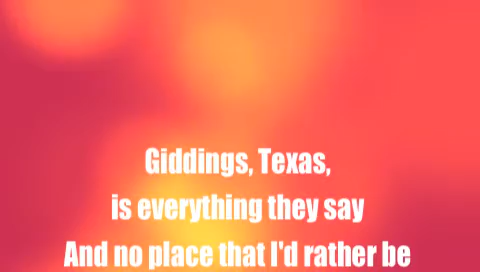 Giddings, Texas,
is everything they say
And no place that I'd rather be